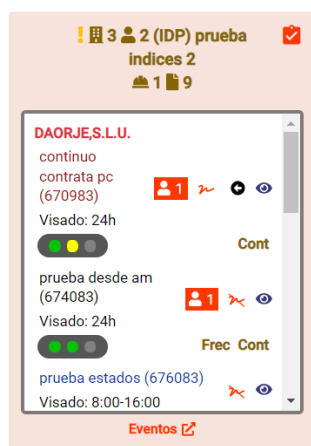 ! 3 2 (IDP) prueba
indices 2
1 9
DAORJE,S.L.U.
continuo
contrata pc
(670983)
1
Visado: 24h
Cont
prueba desde am
(674083)
1
Visado: 24h
Frec Cont
prueba estados (676083)
Visado: 8:00-16:00
Eventos